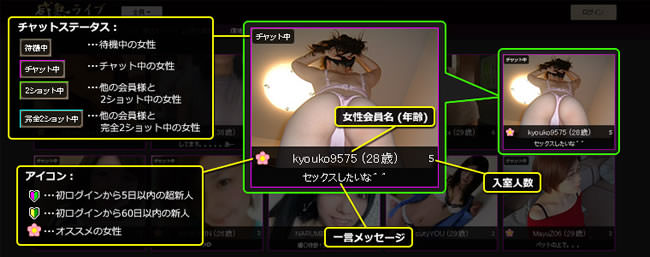 感熟ライブ
全員
ログイン
チャットステータス：
待機中 …待機中の女性
チャット中 …チャット中の女性
2ショット中 …他の会員様と
2ショット中の女性
完全2ショット中 …他の会員様と
完全2ショット中の女性
チャット中
女性会員名 (年齢)
kyouko9575 (28歳) 5
セックスしたいな＾＾
チャット中
kyouko9575 (28歳) 5
セックスしたいな＾＾
入室人数
一言メッセージ
アイコン：
…初ログインから5日以内の超新人
…初ログインから60日以内の新人
…オススメの女性
MayuZ06 (29歳)